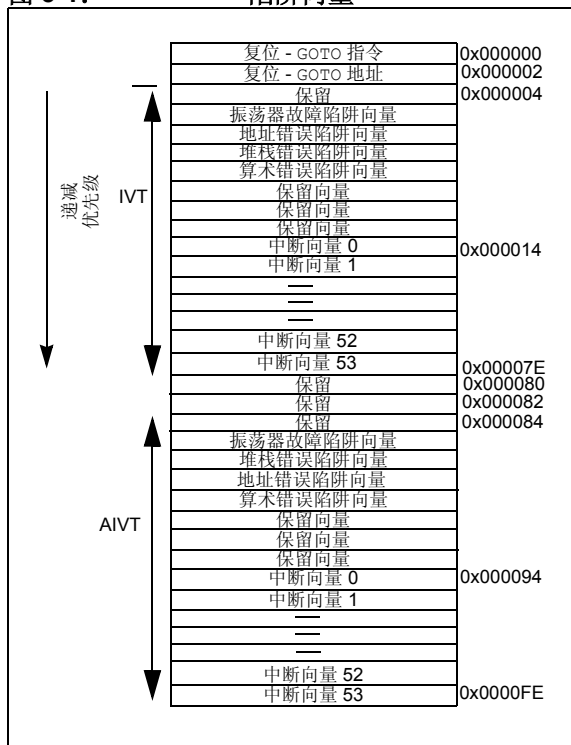 复位 - GOTO 指令 0x000000
复位 - GOTO 地址 0x000002
保留 0x000004
振荡器故障陷阱向量
地址错误陷阱向量
堆栈错误陷阱向量
算术错误陷阱向量
保留向量
保留向量
保留向量
中断向量 0 0x000014
中断向量 1
—
—
—
中断向量 52
中断向量 53 0x00007E
保留 0x000080
保留 0x000082
保留 0x000084
振荡器故障陷阱向量
堆栈错误陷阱向量
地址错误陷阱向量
算术错误陷阱向量
保留向量
保留向量
保留向量
中断向量 0 0x000094
中断向量 1
—
—
—
中断向量 52
中断向量 53 0x0000FE
递减
优先级
IVT
AIVT